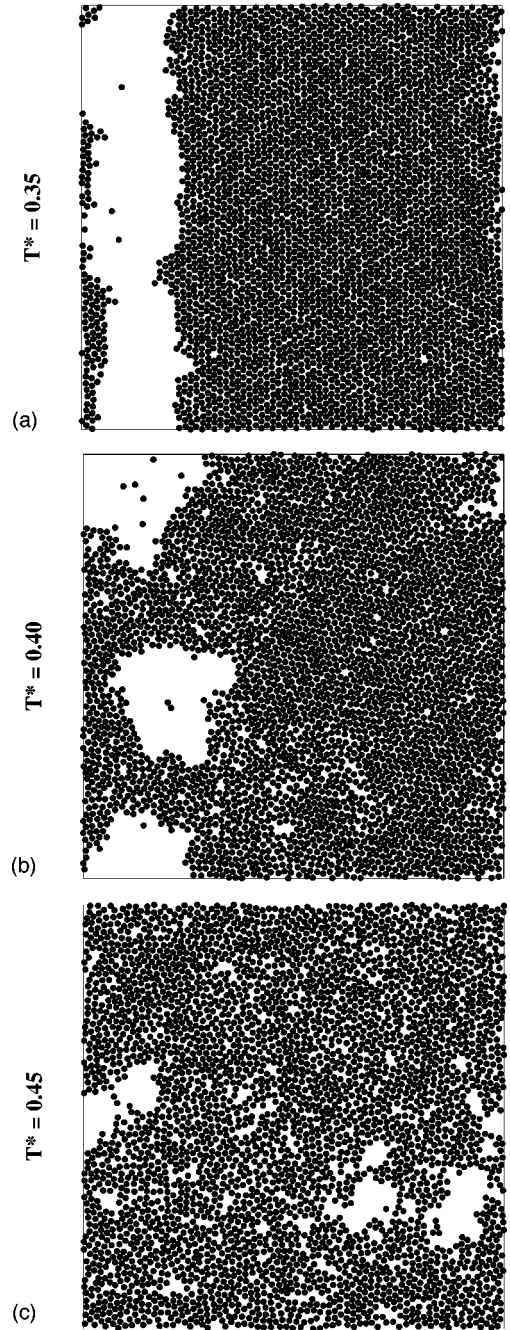 T* = 0.35
(a)
T* = 0.40
(b)
T* = 0.45
(c)